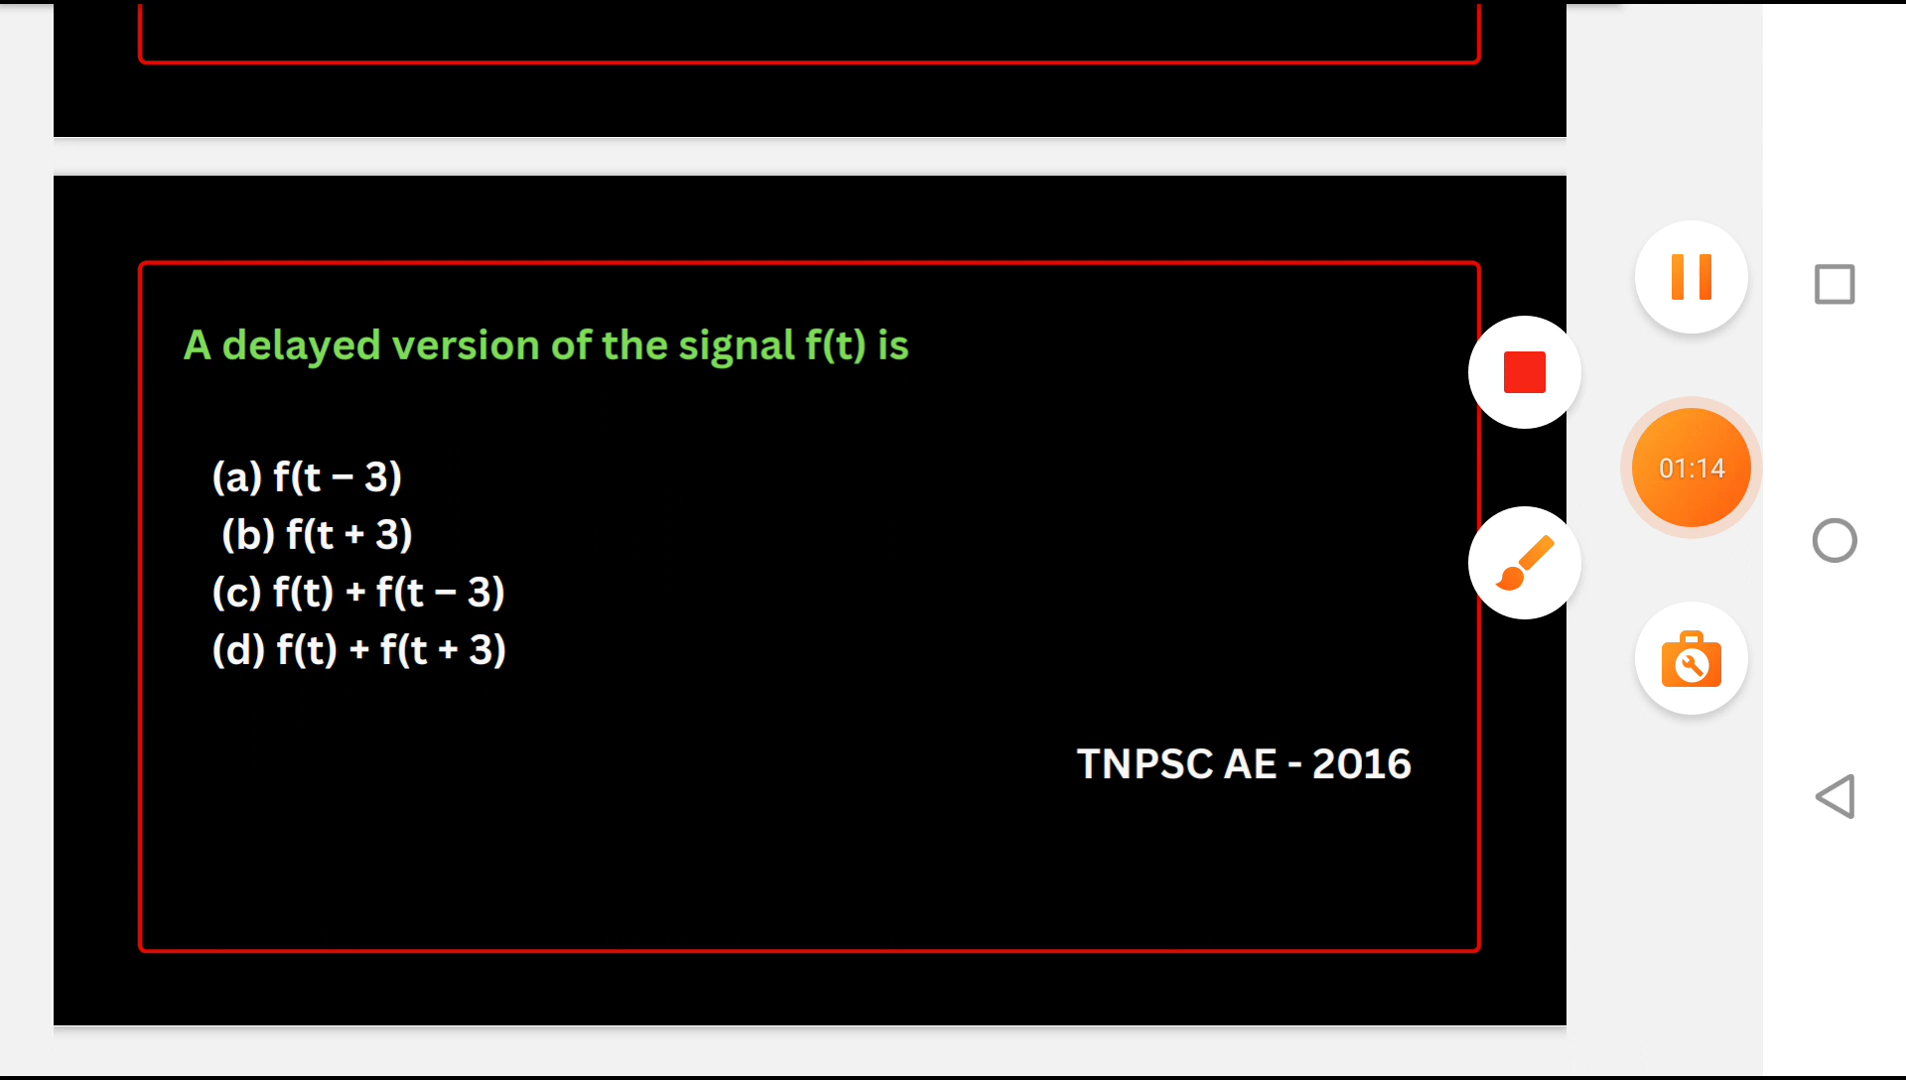 A delayed version of the signal f(t) is
(a) f(t – 3)
(b) f(t + 3)
(c) f(t) + f(t – 3)
(d) f(t) + f(t + 3)
TNPSC AE - 2016
01:14